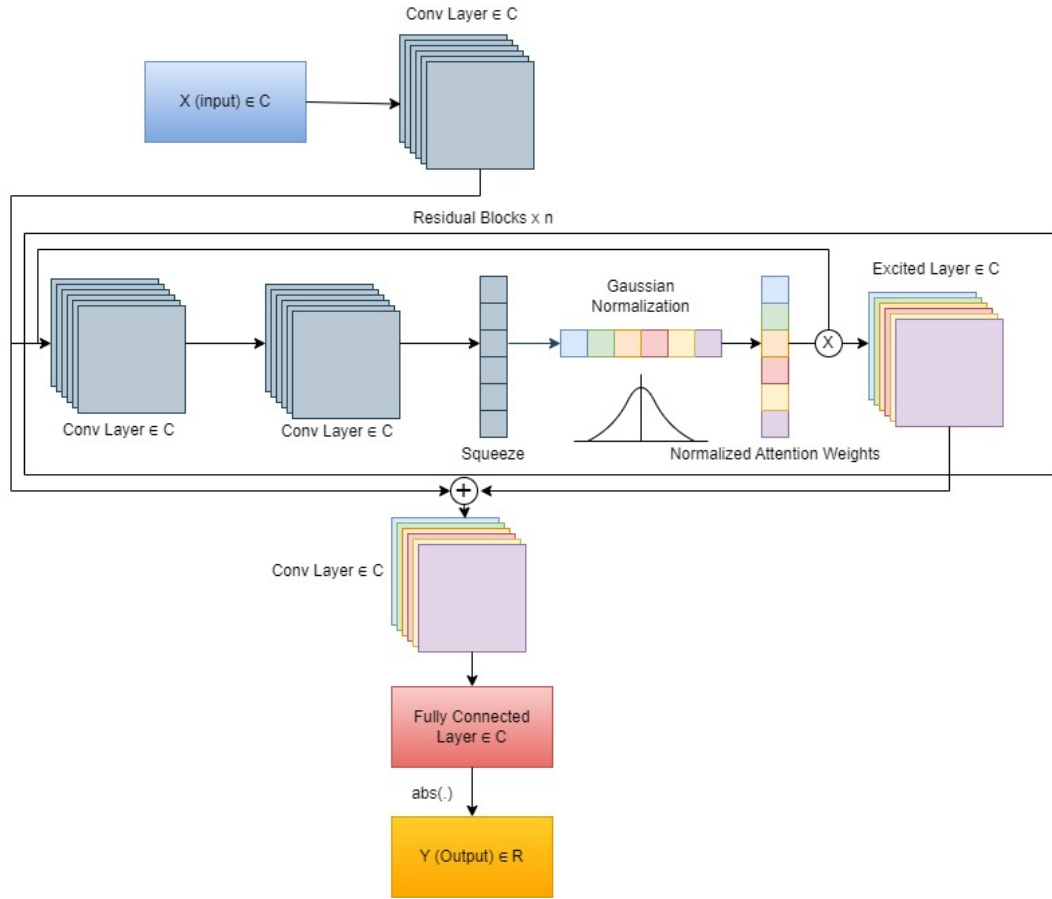 Conv Layer ∈ C
X (input) ∈ C
Residual Blocks x n
Excited Layer ∈ C
Gaussian
Normalization
X
Conv Layer ∈ C
Conv Layer ∈ C
Squeeze
Normalized Attention Weights
+
Conv Layer ∈ C
Fully Connected
Layer ∈ C
abs(.)
Y (Output) ∈ R